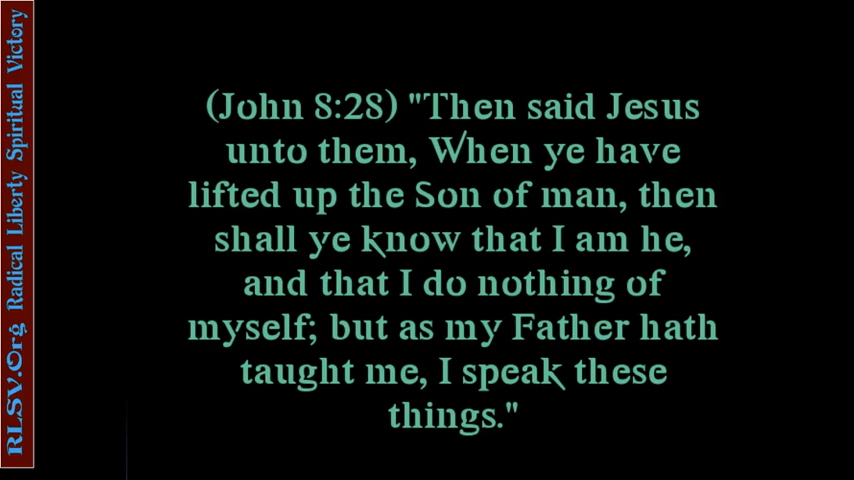 RLSV.Org Radical Liberty Spiritual Victory
(John 8:28) "Then said Jesus
unto them, When ye have
lifted up the Son of man, then
shall ye know that I am he,
and that I do nothing of
myself; but as my Father hath
taught me, I speak these
things."